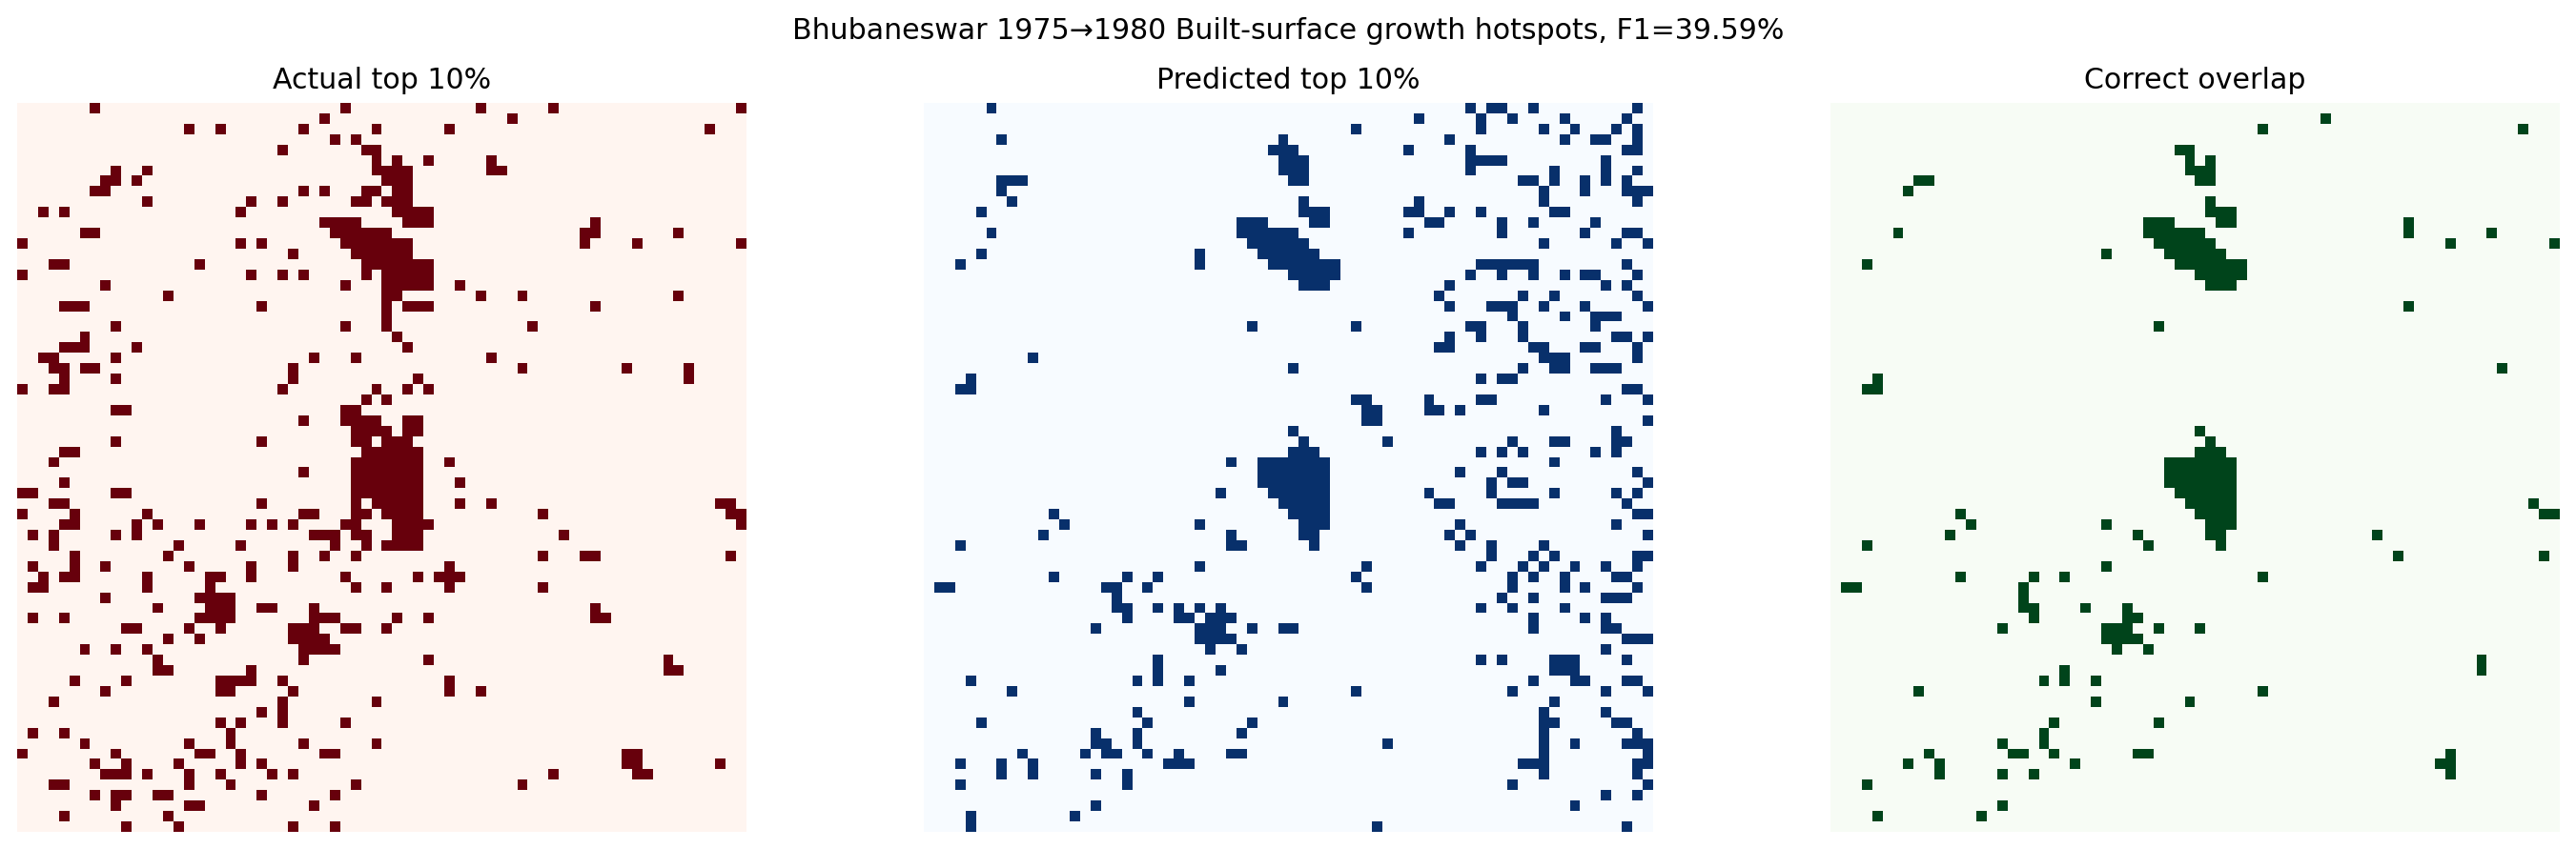 Bhubaneswar 1975→1980 Built-surface growth hotspots, F1=39.59%
Actual top 10%
Predicted top 10%
Correct overlap